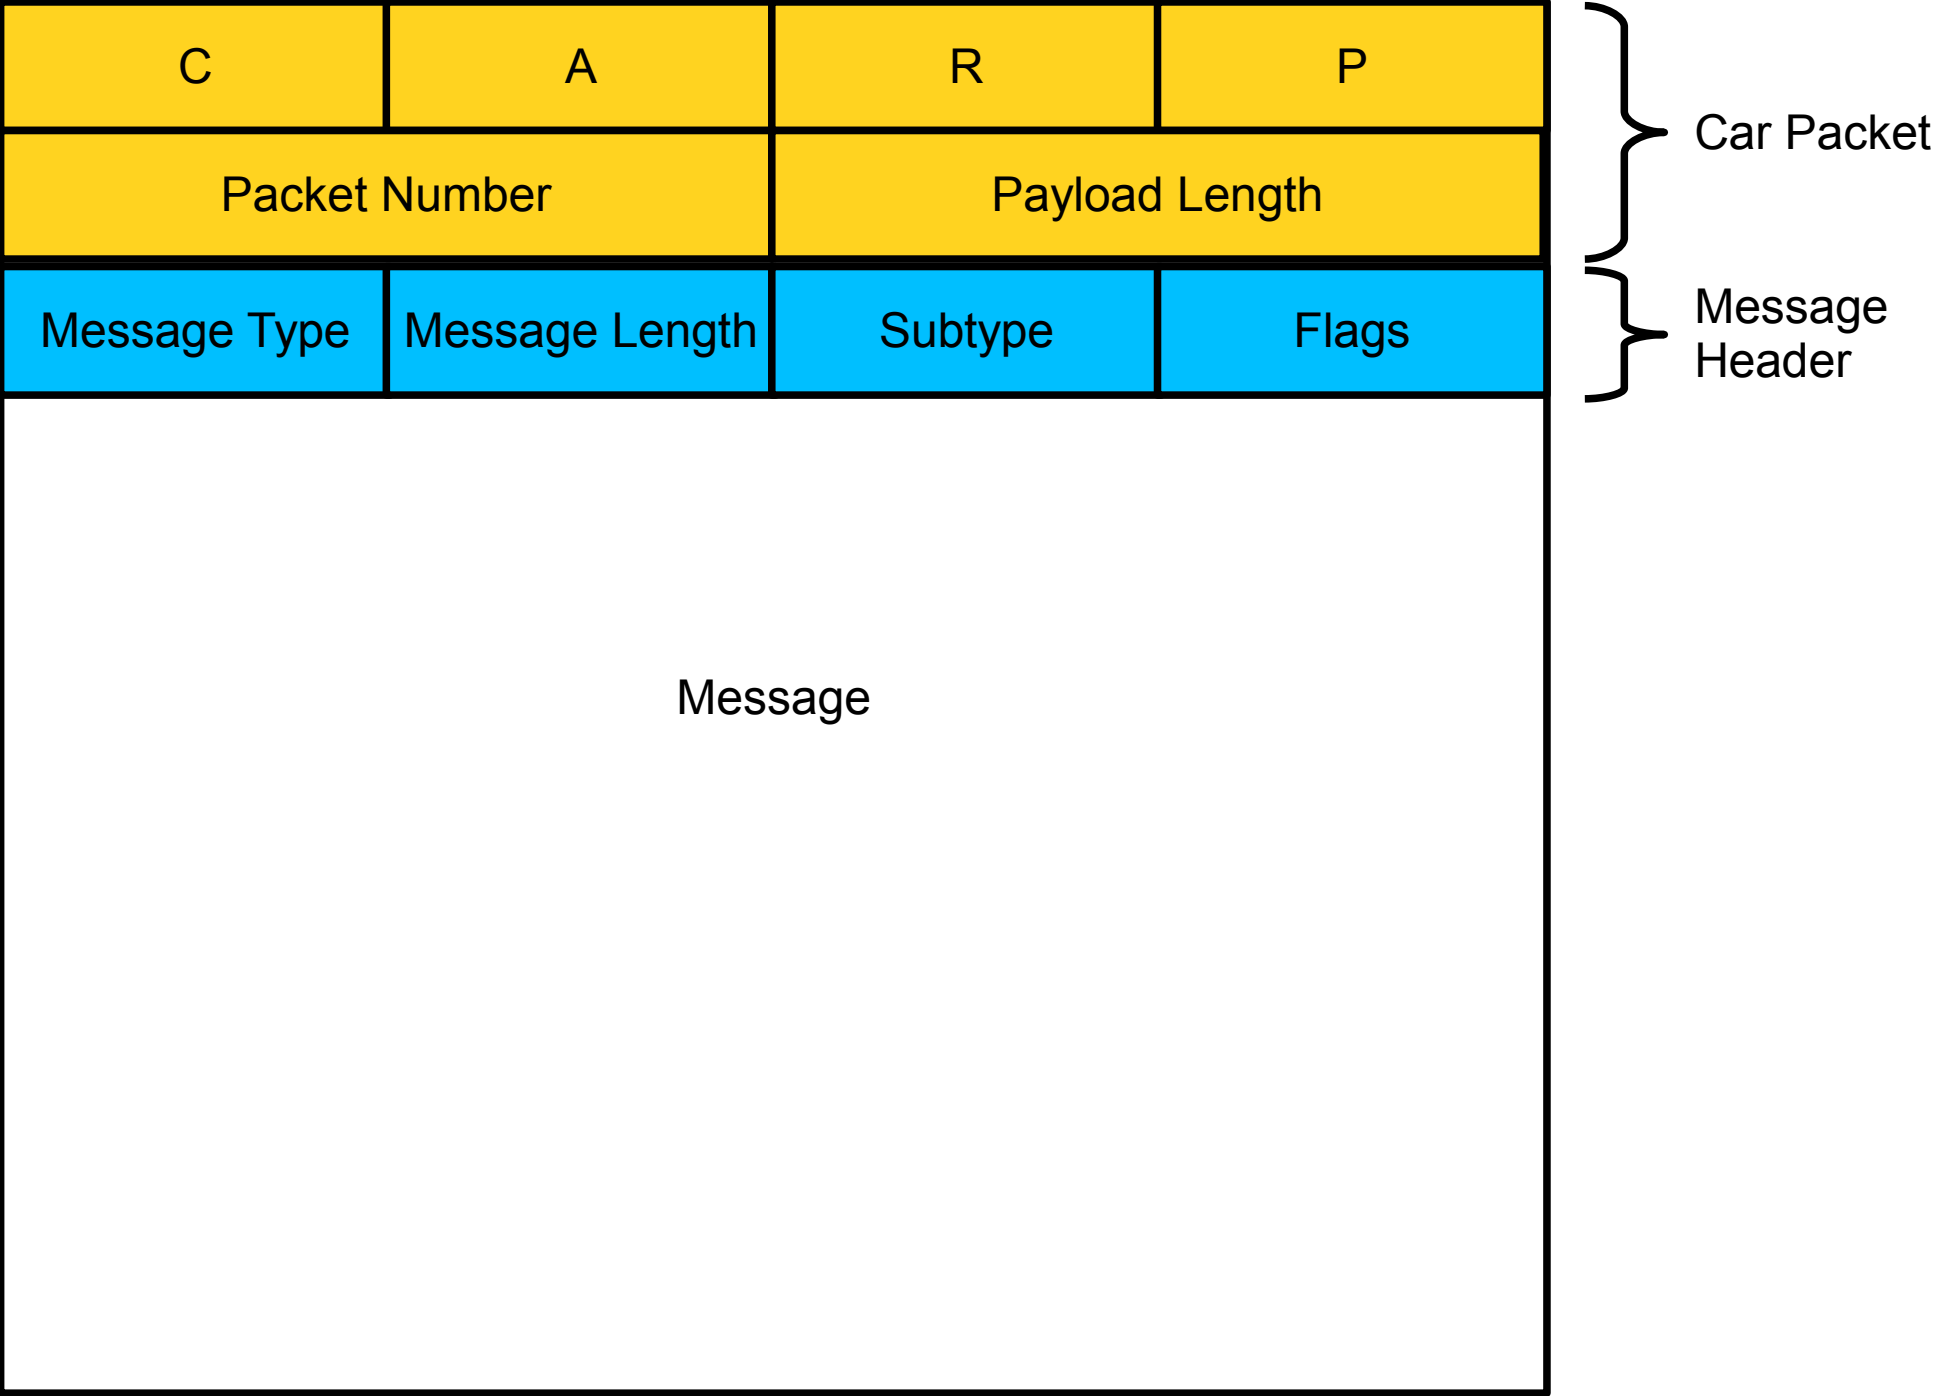 C A R P
Car Packet
Packet Number Payload Length
Message Type Message Length Subtype Flags
Message
Header
Message